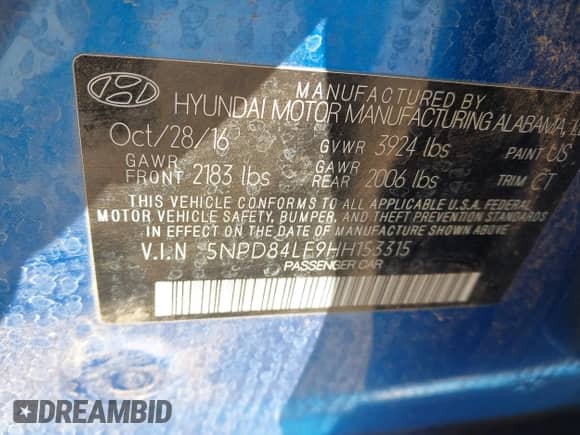 MANUFACTURED BY
HYUNDAI MOTOR MANUFACTURING ALABAMA,
Oct/28/16 GVWR 3924 lbs PAINT US
GAWR FRONT 2183 lbs GAWR REAR 2006 lbs TRIM CT
THIS VEHICLE CONFORMS TO ALL APPLICABLE U.S.A. FEDERAL
MOTOR VEHICLE SAFETY, BUMPER, AND THEFT PREVENTION STANDARDS
IN EFFECT ON THE DATE OF MANUFACTURE SHOWN ABOVE.
V.I.N 5NPD84LF9HH153315
PASSENGER CAR
DREAMBID